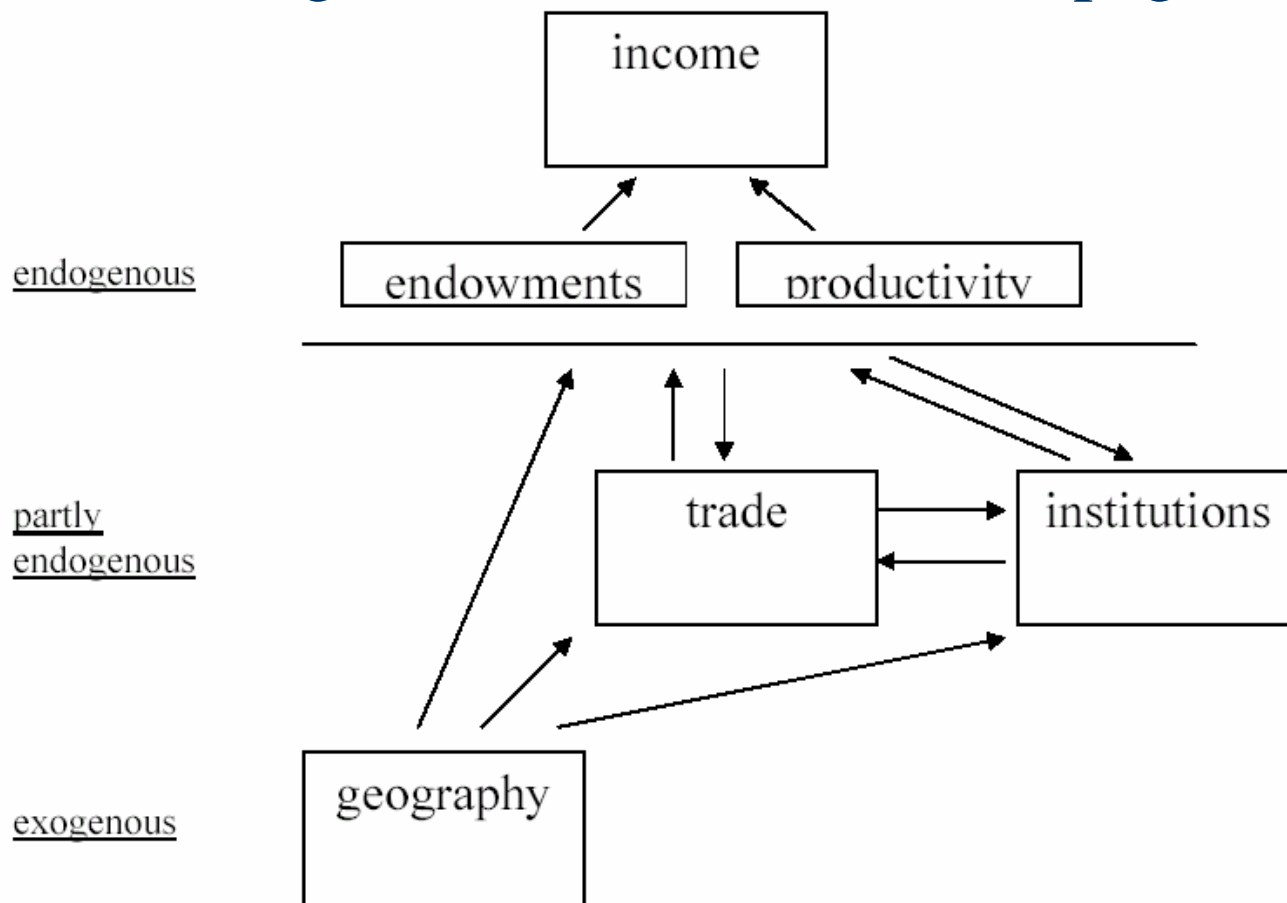 income
endogenous
endowments
productivity
partly
endogenous
trade
institutions
geography
exogenous